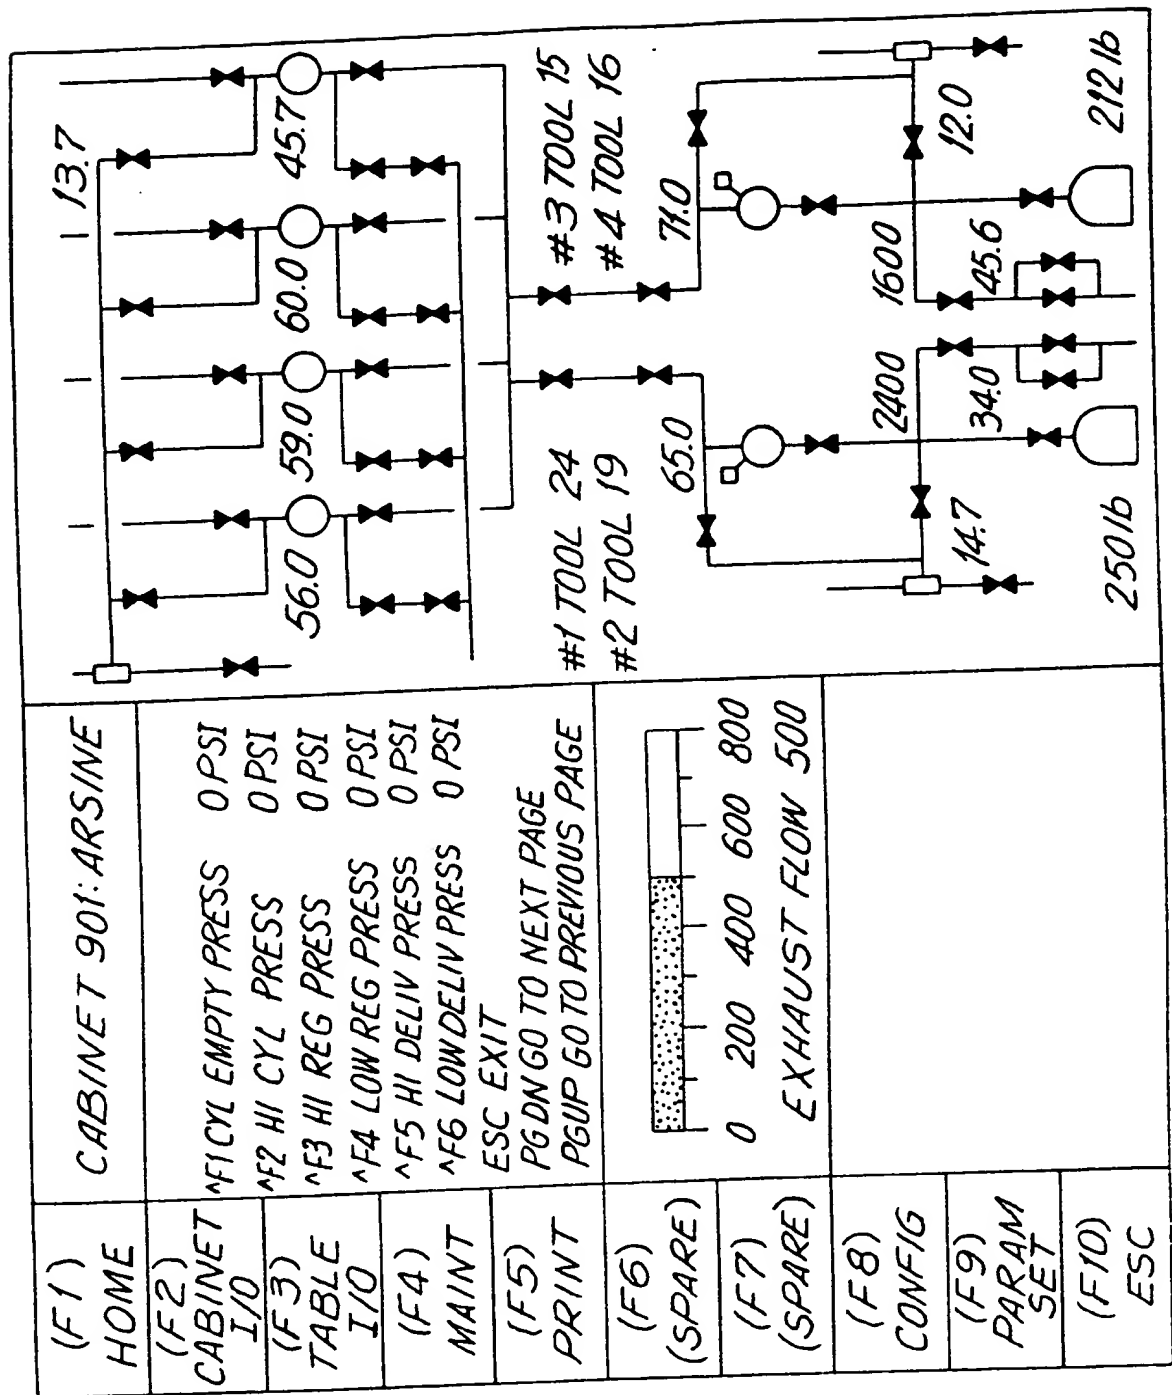 (F1)
HOME
(F2)
CABINET
I/O
(F3)
TABLE
I/O
(F4)
MAINT
(F5)
PRINT
(F6)
(SPARE)
(F7)
(SPARE)
(F8)
CONFIG
(F9)
PARAM
SET
(F10)
ESC
CABINET 901: ARSINE
^F1 CYL EMPTY PRESS 0 PSI
^F2 HI CYL PRESS 0 PSI
^F3 HI REG PRESS 0 PSI
^F4 LOW REG PRESS 0 PSI
^F5 HI DELIV PRESS 0 PSI
^F6 LOW DELIV PRESS 0 PSI
ESC EXIT
PG DN GO TO NEXT PAGE
PGUP GO TO PREVIOUS PAGE
0 200 400 600 800
EXHAUST FLOW 500
13.7
56.0 59.0 60.0 45.7
#1 TOOL 24 #3 TOOL 15
#2 TOOL 19 #4 TOOL 16
65.0 71.0
2400 1600
14.7 34.0 45.6 12.0
250 lb 212 lb